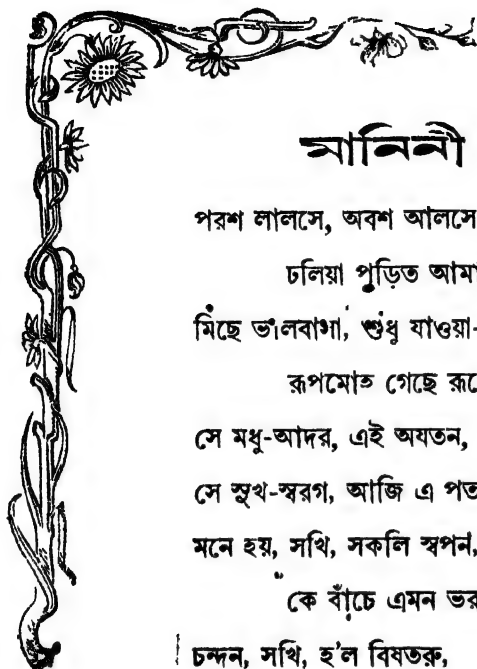 মানিনী
পরশ লালসে, অবশ আলসে
ঢলিয়া পুড়িত আমা
মিছে ভালবাসা, শুধু যাওয়া-
রূপমোহ গেছে রূপে
সে মধু-আদর, এই অযতন,
সে সুখ-স্বরগ, আজি এ পত
মনে হয়, সখি, সকলি স্বপন,
কে বাঁচে এমন ভর
চন্দন, সখি, হ'ল বিষতরু,